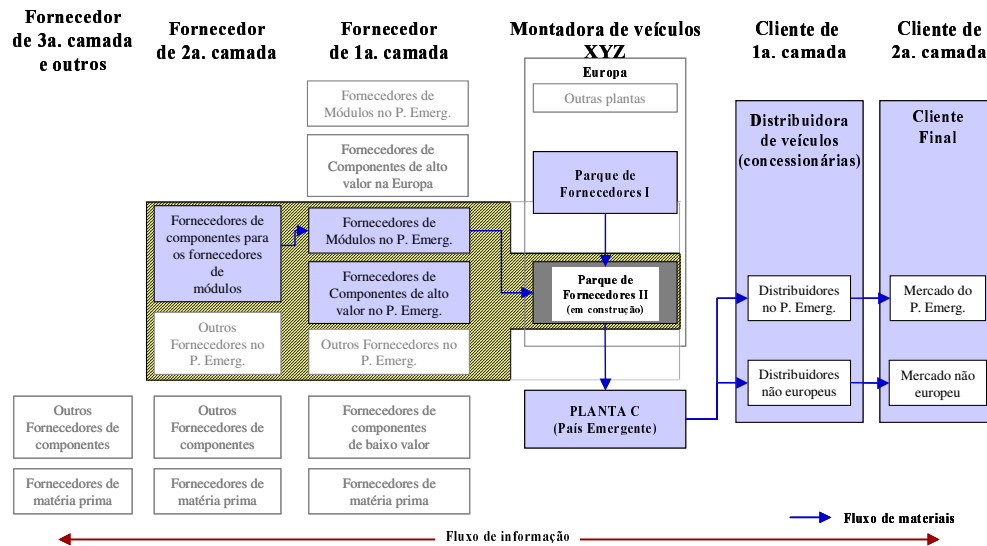 Fornecedor
de 3a. camada
e outros
Fornecedor
de 2a. camada
Fornecedor
de 1a. camada
Montadora de veículos
XYZ
Cliente de
1a. camada
Cliente de
2a. camada
Europa
Outras plantas
Fornecedores de
Módulos no P. Emerg.
Fornecedores de
Componentes de alto
valor na Europa
Parque de
Fornecedores I
Distribuidora
de veículos
(concessionárias)
Cliente
Final
Fornecedores de
componentes para
os fornecedores
de
módulos
Fornecedores de
Módulos no P. Emerg.
Fornecedores de
Componentes de alto
valor no P. Emerg.
Parque de
Fornecedores II
(em construção)
Distribuidores
no P. Emerg.
Mercado do
P. Emerg.
Outros
Fornecedores no
P. Emerg.
Outros Fornecedores no
P. Emerg.
Distribuidores
não europeus
Mercado não
europeu
Outros
Fornecedores de
componentes
Outros
Fornecedores de
componentes
Fornecedores de
componentes
de baixo valor
PLANTA C
(País Emergente)
Fornecedores de
matéria prima
Fornecedores de
matéria prima
Fornecedores de
matéria prima
Fluxo de materiais
Fluxo de informação